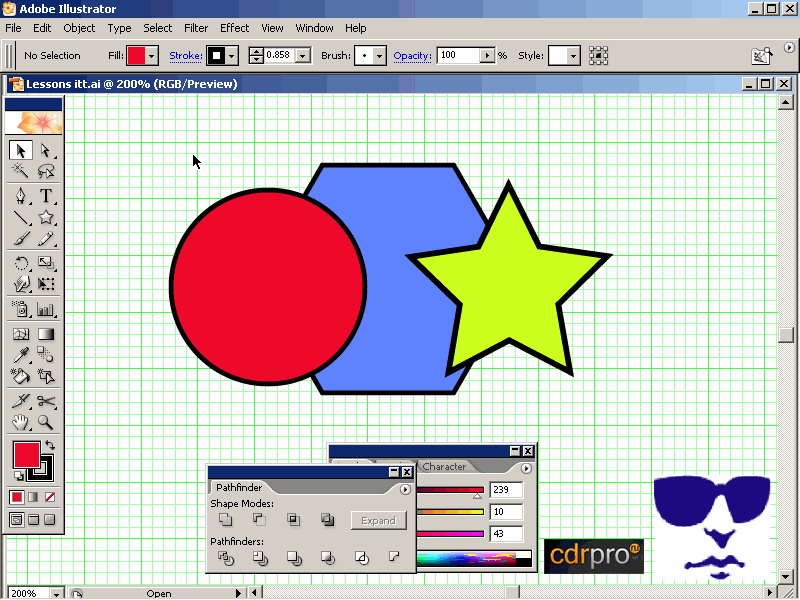 Adobe Illustrator
File Edit Object Type Select Filter Effect View Window Help
No Selection Fill: Stroke: 0.858 Brush: Opacity: 100 % Style:
Lessons itt.ai @ 200% (RGB/Preview)
T
Character
239
10
43
Pathfinder
Shape Modes:
Expand
Pathfinders:
cdrpro ru
200% Open